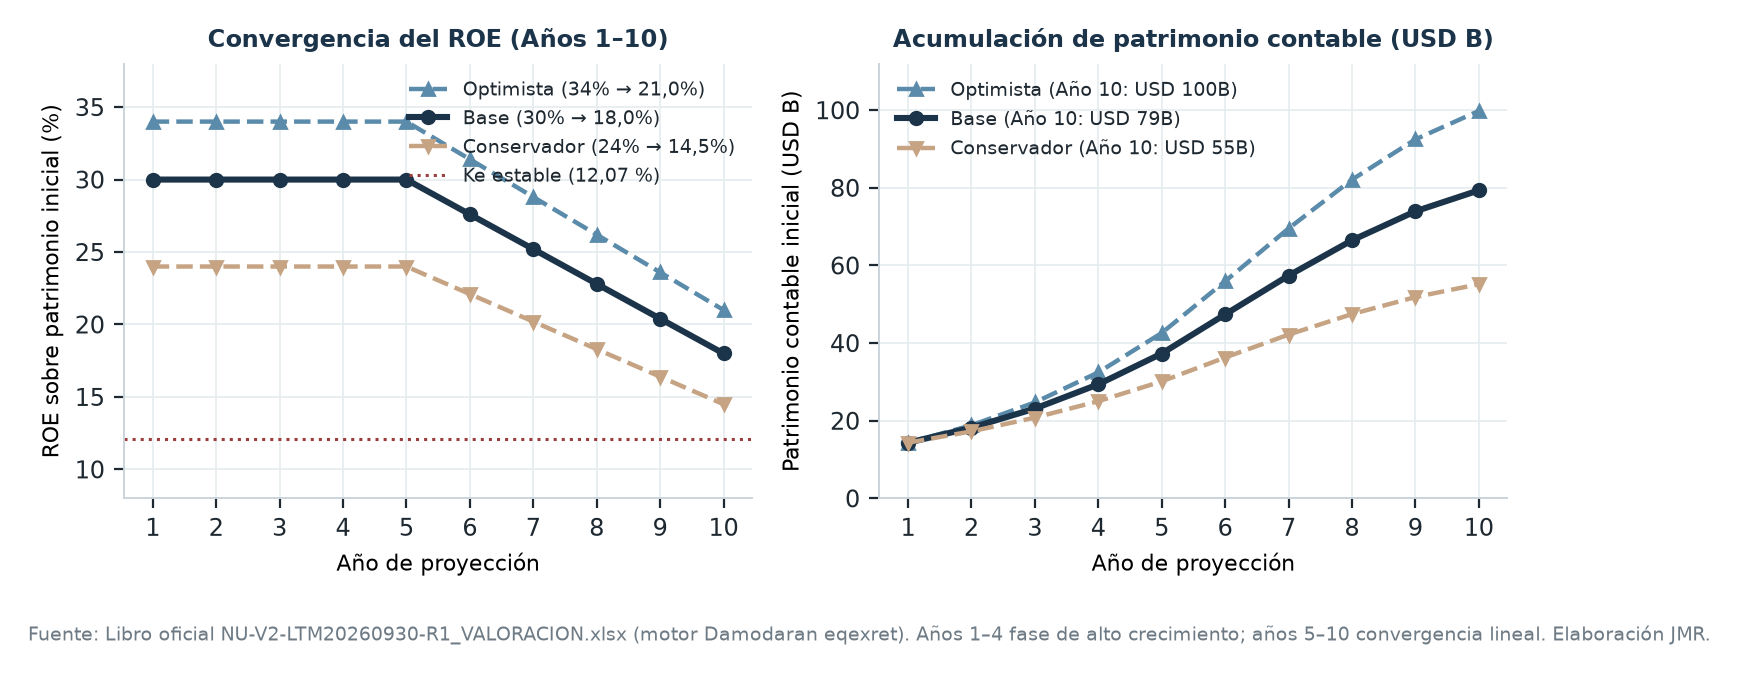 Convergencia del ROE (Años 1–10)
ROE sobre patrimonio inicial (%)
35
30
25
20
15
10
Optimista (34% → 21,0%)
Base (30% → 18,0%)
Conservador (24% → 14,5%)
Ke estable (12,07 %)
1 2 3 4 5 6 7 8 9 10
Año de proyección
Acumulación de patrimonio contable (USD B)
Patrimonio contable inicial (USD B)
100
80
60
40
20
0
Optimista (Año 10: USD 100B)
Base (Año 10: USD 79B)
Conservador (Año 10: USD 55B)
1 2 3 4 5 6 7 8 9 10
Año de proyección
Fuente: Libro oficial NU-V2-LTM20260930-R1_VALORACION.xlsx (motor Damodaran eqexret). Años 1–4 fase de alto crecimiento; años 5–10 convergencia lineal. Elaboración JMR.